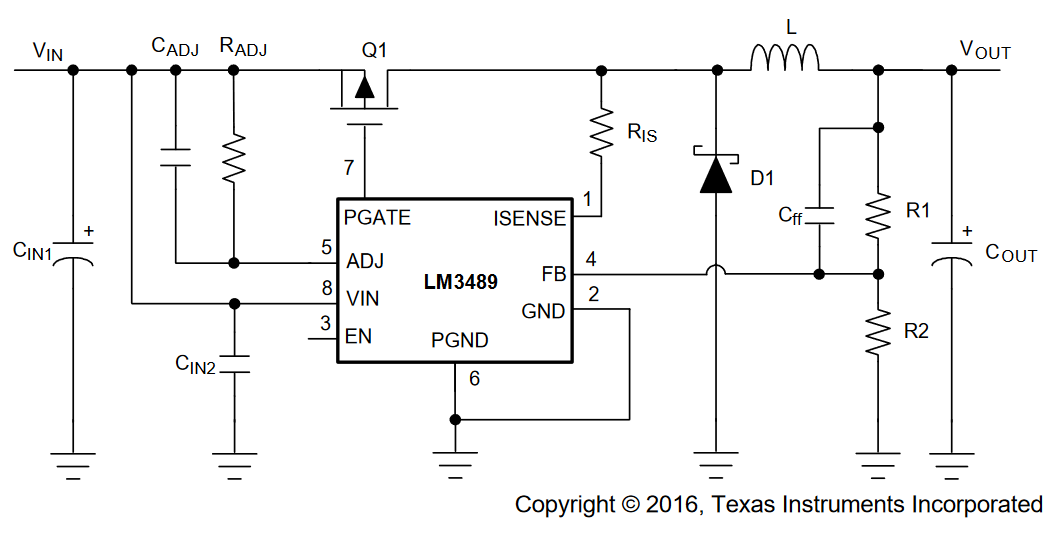 VIN
CADJ
RADJ
Q1
L
VOUT
7
RIS
1
D1
PGATE
ISENSE
CIN1
+
5
ADJ
LM3489
FB
4
Cff
R1
+
COUT
8
VIN
GND
2
3
EN
PGND
R2
CIN2
6
Copyright © 2016, Texas Instruments Incorporated